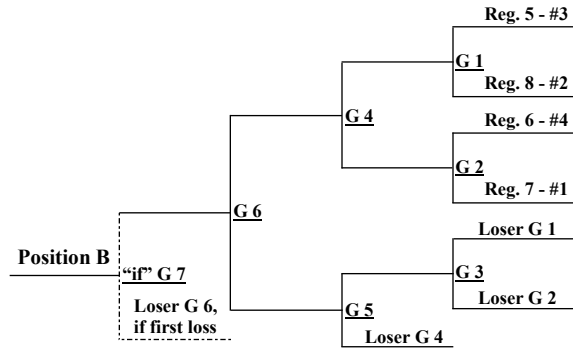 Reg. 5 - #3
G 1
Reg. 8 - #2
G 4
Reg. 6 - #4
G 2
Reg. 7 - #1
G 6
Loser G 1
Position B
"if" G 7
G 3
Loser G 6,
if first loss
Loser G 2
G 5
Loser G 4